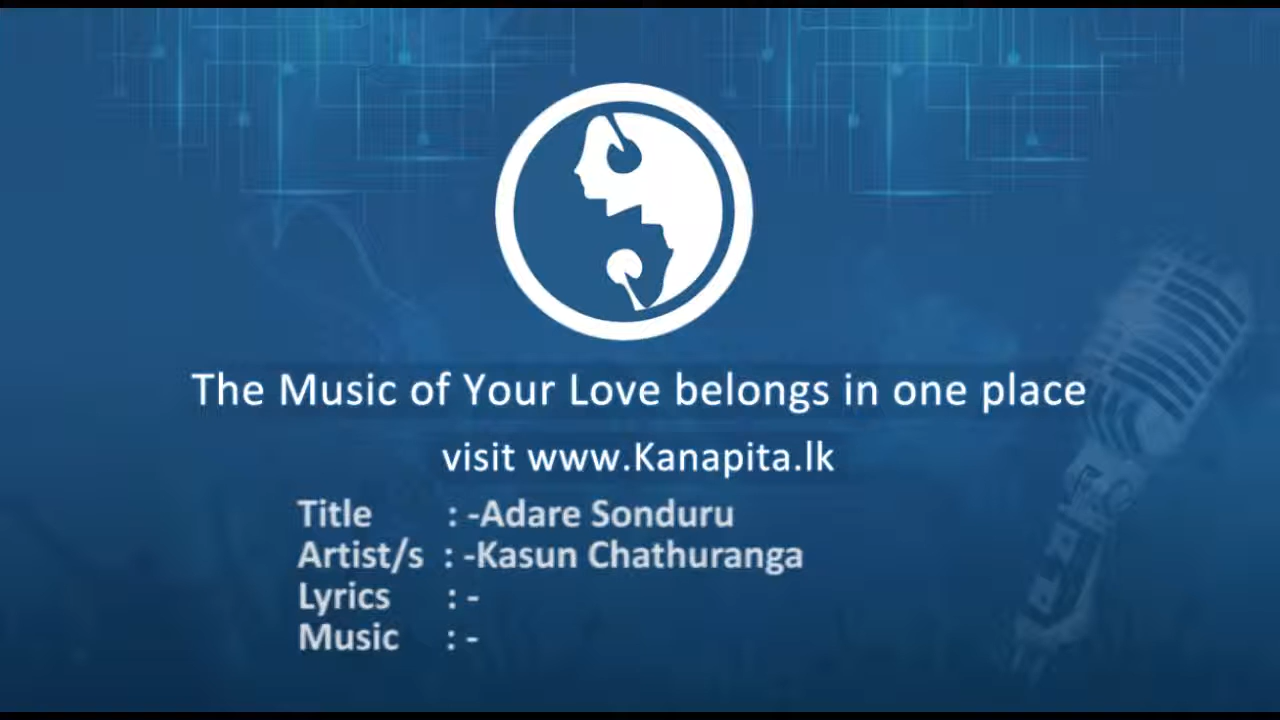 The Music of Your Love belongs in one place
visit www.Kanapita.lk
Title : -Adare Sonduru
Artist/s : -Kasun Chathuranga
Lyrics : -
Music : -